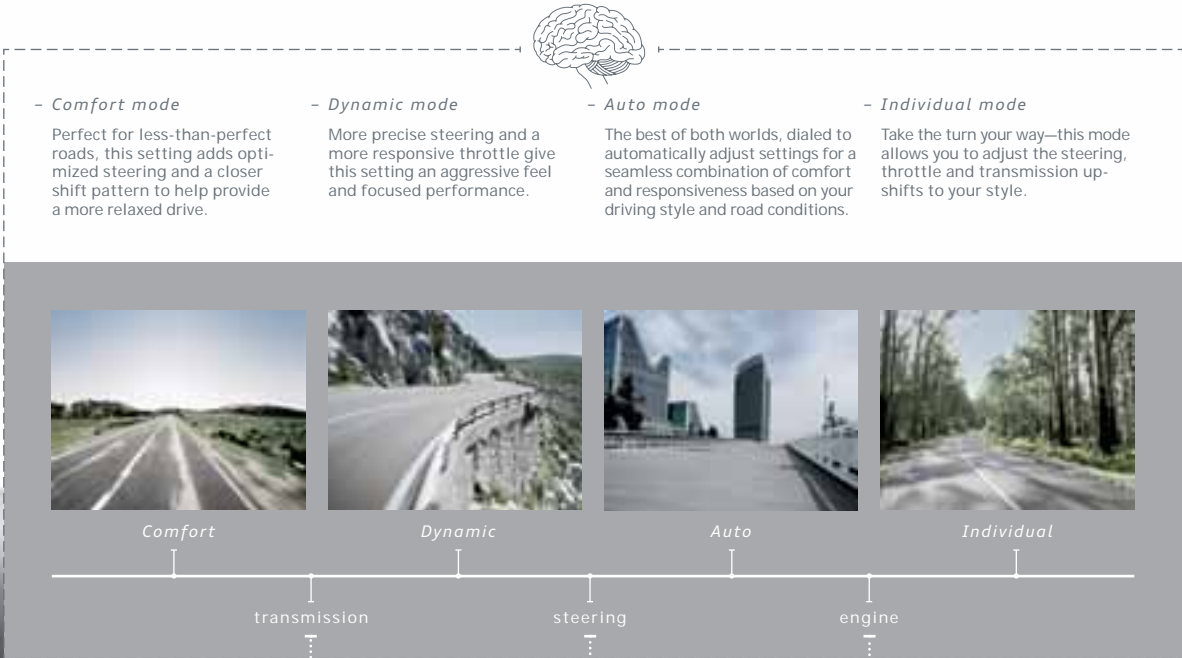 – Comfort mode
Perfect for less-than-perfect
roads, this setting adds opti-
mized steering and a closer
shift pattern to help provide
a more relaxed drive.
– Dynamic mode
More precise steering and a
more responsive throttle give
this setting an aggressive feel
and focused performance.
– Auto mode
The best of both worlds, dialed to
automatically adjust settings for a
seamless combination of comfort
and responsiveness based on your
driving style and road conditions.
– Individual mode
Take the turn your way—this mode
allows you to adjust the steering,
throttle and transmission up-
shifts to your style.
Comfort
Dynamic
Auto
Individual
transmission
steering
engine